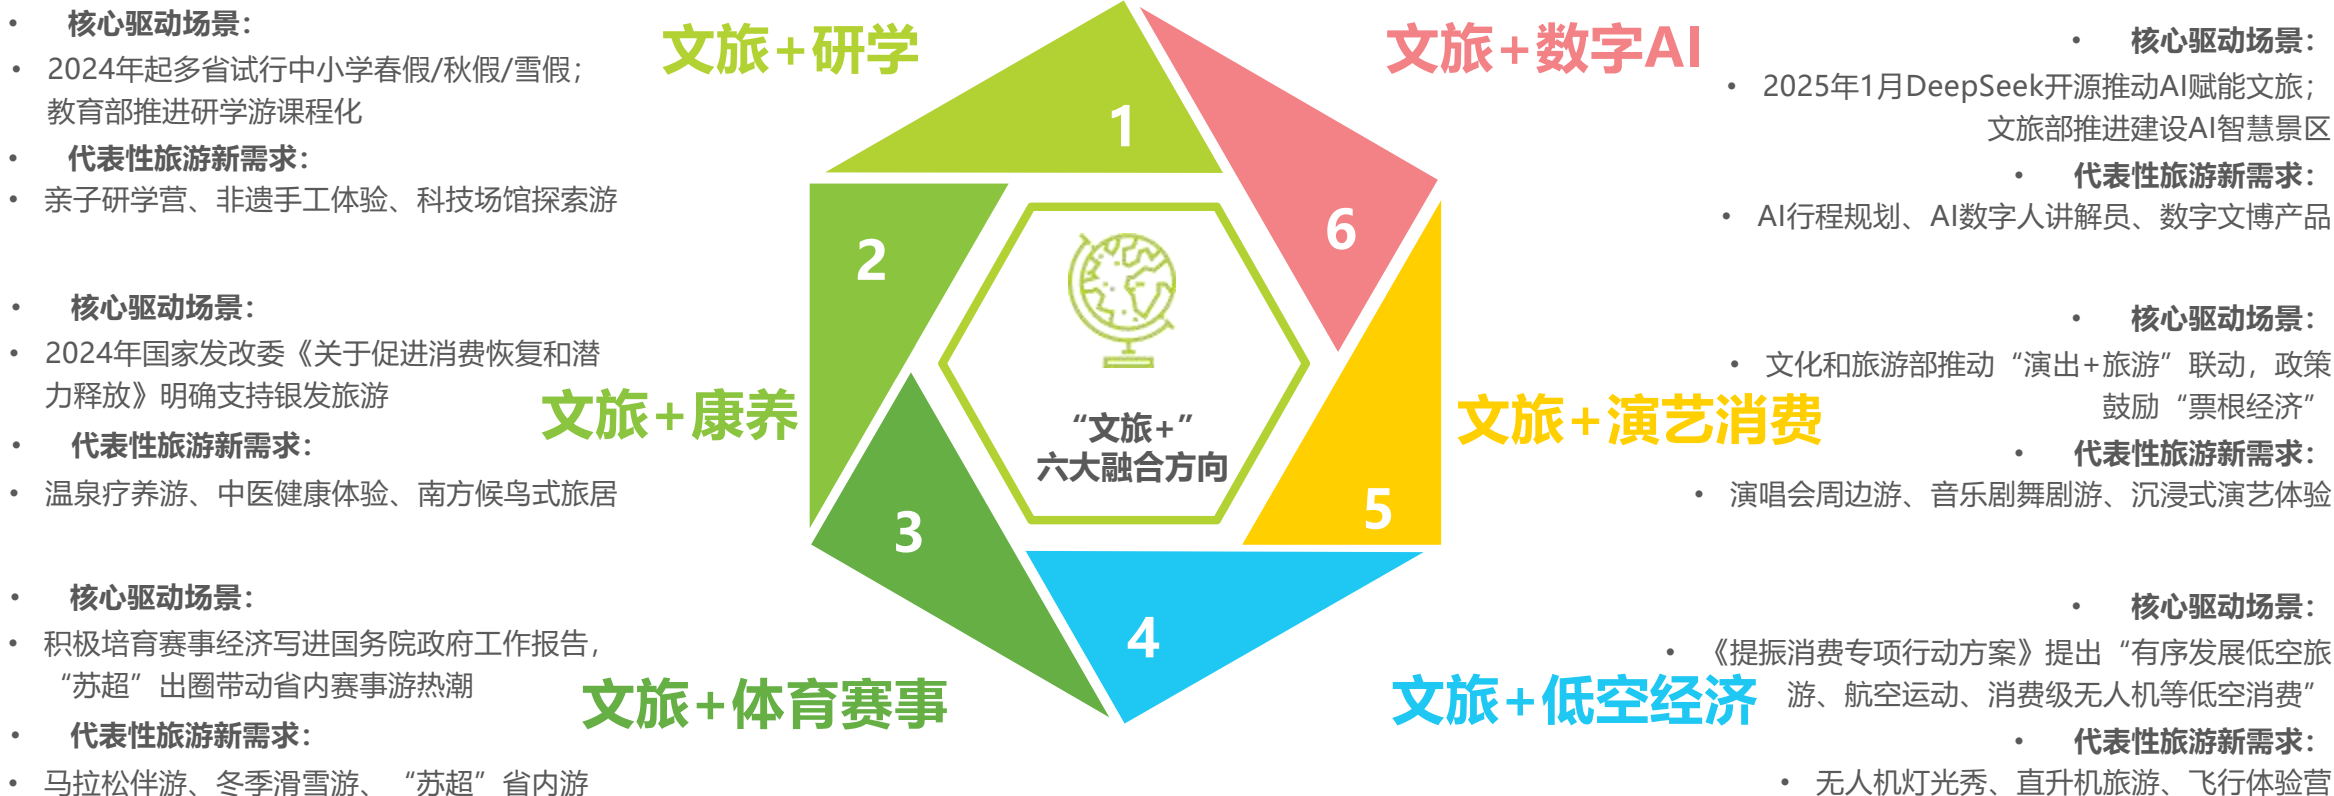 文旅+研学
• 核心驱动场景：
• 2024年起多省试行中小学春假/秋假/雪假；
教育部推进研学游课程化
• 代表性旅游新需求：
• 亲子研学营、非遗手工体验、科技场馆探索游
文旅+康养
• 核心驱动场景：
• 2024年国家发改委《关于促进消费恢复和潜
力释放》明确支持银发旅游
• 代表性旅游新需求：
• 温泉疗养游、中医健康体验、南方候鸟式旅居
文旅+体育赛事
• 核心驱动场景：
• 积极培育赛事经济写进国务院政府工作报告，
“苏超”出圈带动省内赛事游热潮
• 代表性旅游新需求：
• 马拉松伴游、冬季滑雪游、“苏超”省内游
1
2
3
4
5
6
“文旅+”
六大融合方向
文旅+数字AI
• 核心驱动场景：
• 2025年1月DeepSeek开源推动AI赋能文旅；
文旅部推进建设AI智慧景区
• 代表性旅游新需求：
• AI行程规划、AI数字人讲解员、数字文博产品
文旅+演艺消费
• 核心驱动场景：
• 文化和旅游部推动“演出+旅游”联动，政策
鼓励“票根经济”
• 代表性旅游新需求：
• 演唱会周边游、音乐剧舞剧游、沉浸式演艺体验
文旅+低空经济
• 核心驱动场景：
• 《提振消费专项行动方案》提出“有序发展低空旅
游、航空运动、消费级无人机等低空消费”
• 代表性旅游新需求：
• 无人机灯光秀、直升机旅游、飞行体验营